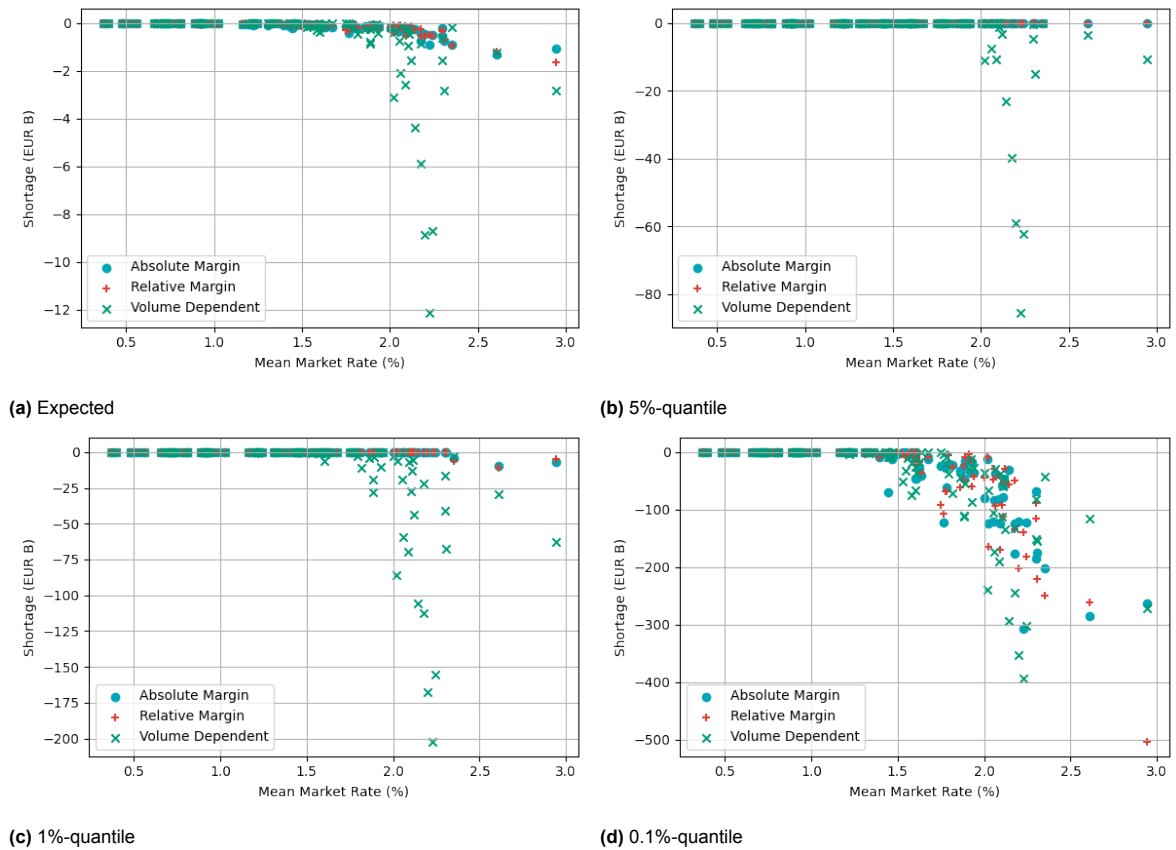 0
−2
−4
−6
−8
−10
−12
Shortage (EUR B)
Absolute Margin
Relative Margin
Volume Dependent
0.5 1.0 1.5 2.0 2.5 3.0
Mean Market Rate (%)
(a) Expected
0
−20
−40
−60
−80
Shortage (EUR B)
Absolute Margin
Relative Margin
Volume Dependent
0.5 1.0 1.5 2.0 2.5 3.0
Mean Market Rate (%)
(b) 5%-quantile
0
−25
−50
−75
−100
−125
−150
−175
−200
Shortage (EUR B)
Absolute Margin
Relative Margin
Volume Dependent
0.5 1.0 1.5 2.0 2.5 3.0
Mean Market Rate (%)
(c) 1%-quantile
0
−100
−200
−300
−400
−500
Shortage (EUR B)
Absolute Margin
Relative Margin
Volume Dependent
0.5 1.0 1.5 2.0 2.5 3.0
Mean Market Rate (%)
(d) 0.1%-quantile